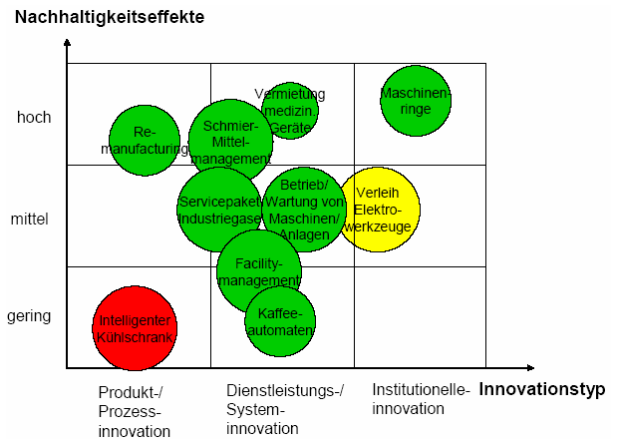 Nachhaltigkeitseffekte
hoch
mittel
gering
Re-
manufacturing
Schmier-
Mittel-
management
Vermietung
medizin.
Geräte
Maschinen-
ringe
Servicepaket
Industriegase
Betrieb/
Wartung von
Maschinen/
Anlagen
Verleih
Elektro-
werkzeuge
Facility-
management
Intelligenter
Kühlschrank
Kaffee-
automaten
Produkt-/
Prozess-
innovation
Dienstleistungs-/
System-
innovation
Institutionelle-
innovation
Innovationstyp